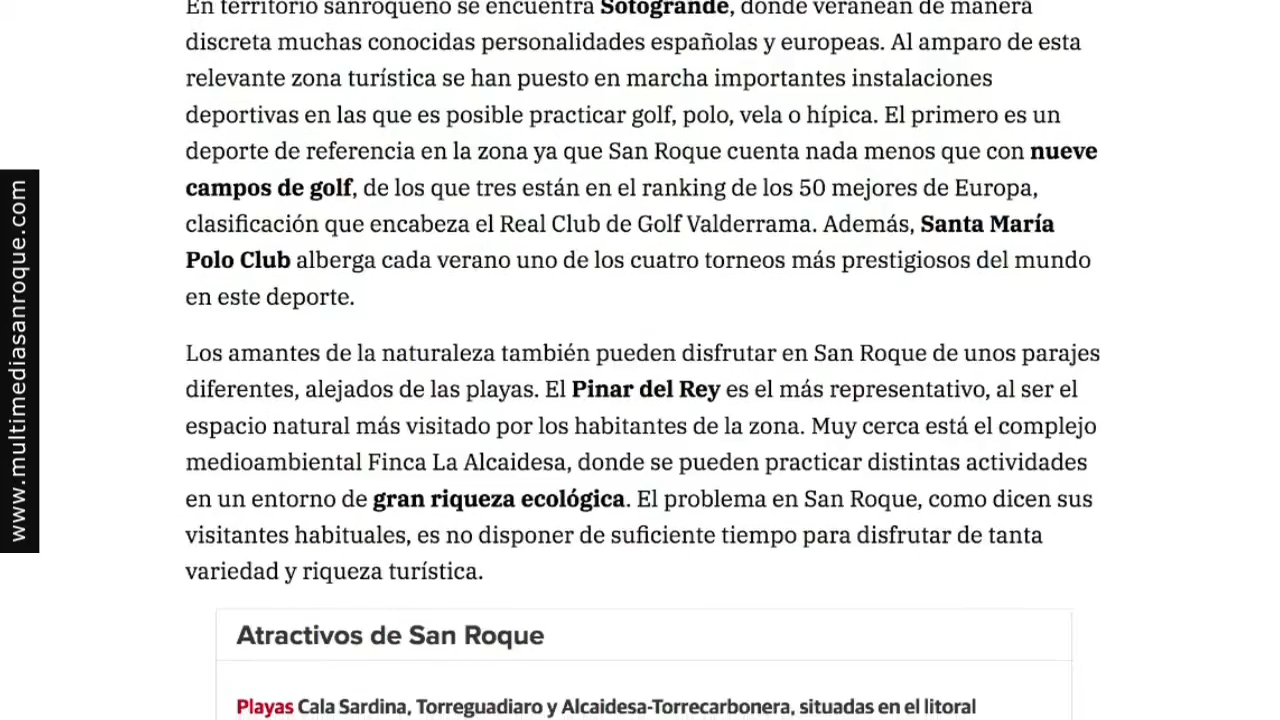 En territorio sanroqueño se encuentra Sotogrande, donde veranean de manera
discreta muchas conocidas personalidades españolas y europeas. Al amparo de esta
relevante zona turística se han puesto en marcha importantes instalaciones
deportivas en las que es posible practicar golf, polo, vela o hípica. El primero es un
deporte de referencia en la zona ya que San Roque cuenta nada menos que con nueve
campos de golf, de los que tres están en el ranking de los 50 mejores de Europa,
clasificación que encabeza el Real Club de Golf Valderrama. Además, Santa María
Polo Club alberga cada verano uno de los cuatro torneos más prestigiosos del mundo
en este deporte.
Los amantes de la naturaleza también pueden disfrutar en San Roque de unos parajes
diferentes, alejados de las playas. El Pinar del Rey es el más representativo, al ser el
espacio natural más visitado por los habitantes de la zona. Muy cerca está el complejo
medioambiental Finca La Alcaidesa, donde se pueden practicar distintas actividades
en un entorno de gran riqueza ecológica. El problema en San Roque, como dicen sus
visitantes habituales, es no disponer de suficiente tiempo para disfrutar de tanta
variedad y riqueza turística.
Atractivos de San Roque
Playas Cala Sardina, Torreguadiaro y Alcaidesa-Torrecarbonera, situadas en el litoral
www.multimediasanroque.com